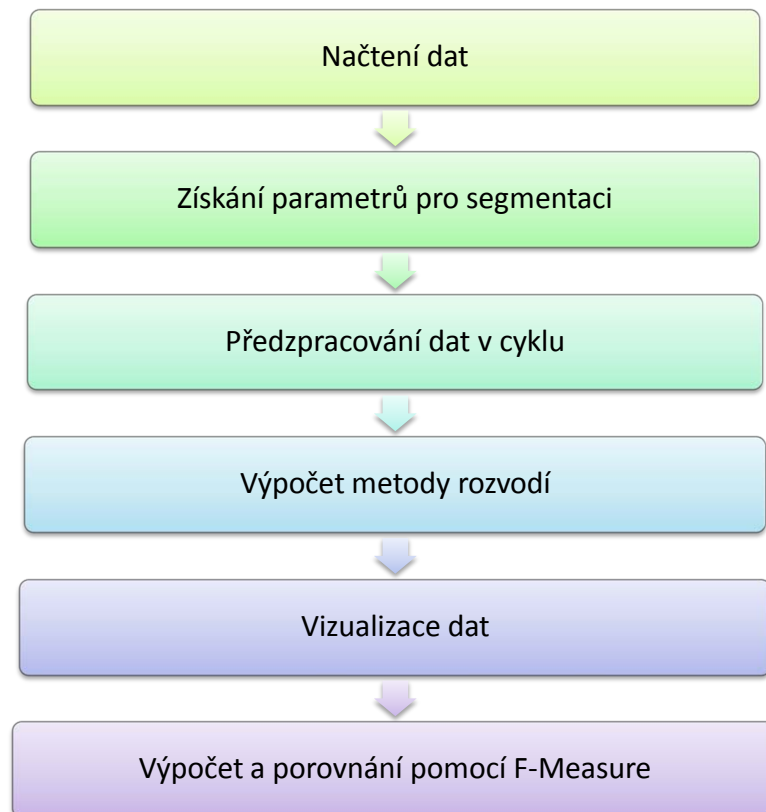 Načtení dat
Získání parametrů pro segmentaci
Předzpracování dat v cyklu
Výpočet metody rozvodí
Vizualizace dat
Výpočet a porovnání pomocí F-Measure